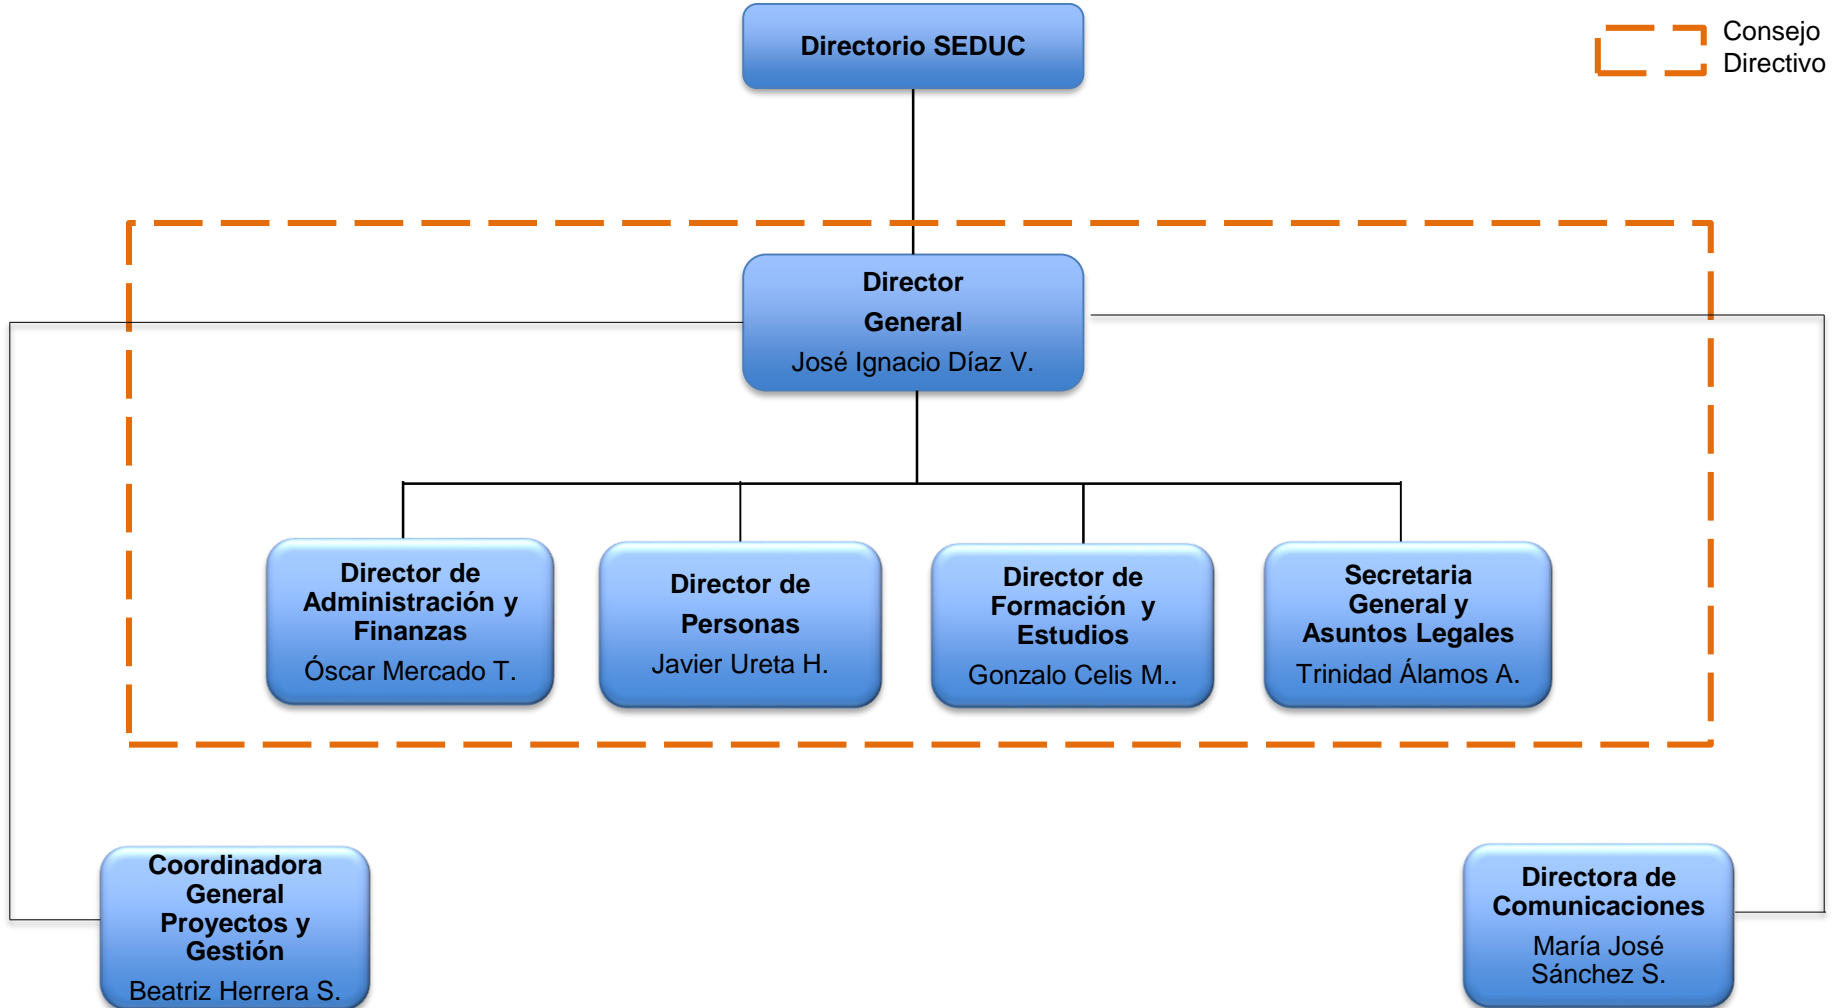 Directorio SEDUC
Consejo
Directivo
Director
General
José Ignacio Díaz V.
Director de
Administración y
Finanzas
Óscar Mercado T.
Director de
Personas
Javier Ureta H.
Director de
Formación  y
Estudios
Gonzalo Celis M..
Secretaria
General y
Asuntos Legales
Trinidad Álamos A.
Coordinadora
General
Proyectos y
Gestión
Beatriz Herrera S.
Directora de
Comunicaciones
María José
Sánchez S.